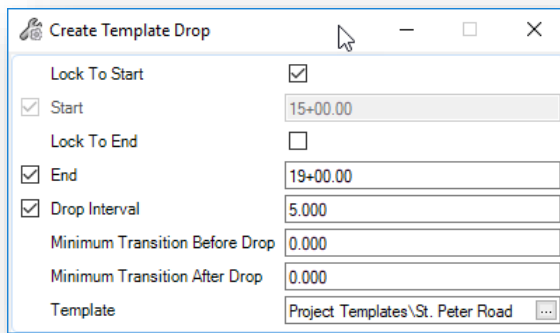 Create Template Drop
Lock To Start
Start 15+00.00
Lock To End
End 19+00.00
Drop Interval 5.000
Minimum Transition Before Drop 0.000
Minimum Transition After Drop 0.000
Template Project Templates\St. Peter Road ...